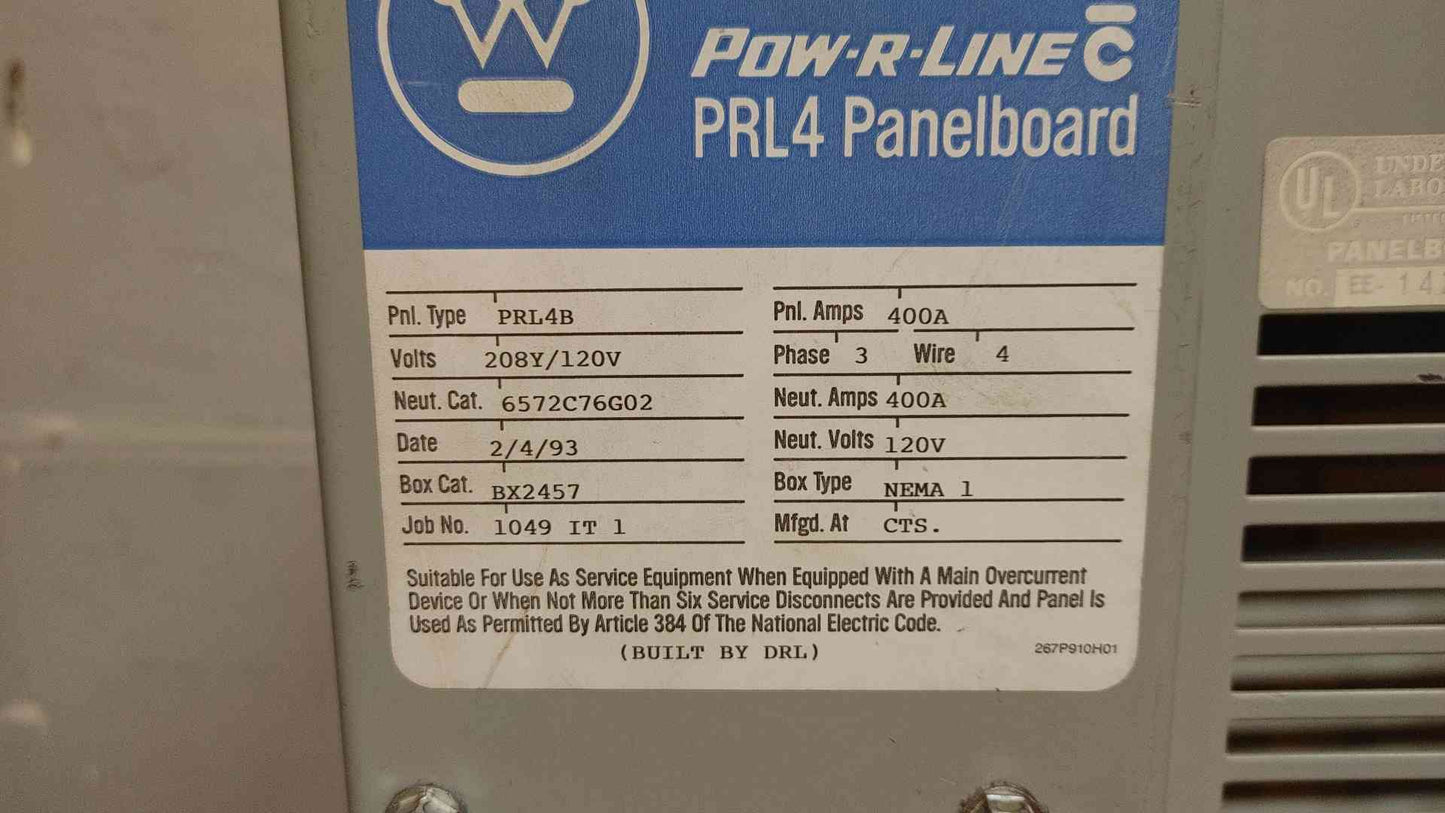 POW-R-LINE C
PRL4 Panelboard
Pnl. Type PRL4B
Volts 208Y/120V
Neut. Cat. 6572C76G02
Date 2/4/93
Box Cat. BX2457
Job No. 1049 IT 1
Pnl. Amps 400A
Phase 3 Wire 4
Neut. Amps 400A
Neut. Volts 120V
Box Type NEMA 1
Mfgd. At CTS.
Suitable For Use As Service Equipment When Equipped With A Main Overcurrent
Device Or When Not More Than Six Service Disconnects Are Provided And Panel Is
Used As Permitted By Article 384 Of The National Electric Code.
(BUILT BY DRL)
267P910H01
UL
UNDE
LABO
PANELB
NO. EE-14